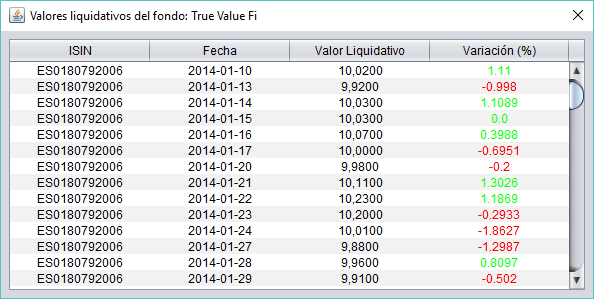 Valores liquidativos del fondo: True Value Fi
ISIN Fecha Valor Liquidativo Variación (%)
ES0180792006 2014-01-10 10,0200 1.11
ES0180792006 2014-01-13 9,9200 -0.998
ES0180792006 2014-01-14 10,0300 1.1089
ES0180792006 2014-01-15 10,0300 0.0
ES0180792006 2014-01-16 10,0700 0.3988
ES0180792006 2014-01-17 10,0000 -0.6951
ES0180792006 2014-01-20 9,9800 -0.2
ES0180792006 2014-01-21 10,1100 1.3026
ES0180792006 2014-01-22 10,2300 1.1869
ES0180792006 2014-01-23 10,2000 -0.2933
ES0180792006 2014-01-24 10,0100 -1.8627
ES0180792006 2014-01-27 9,8800 -1.2987
ES0180792006 2014-01-28 9,9600 0.8097
ES0180792006 2014-01-29 9,9100 -0.502